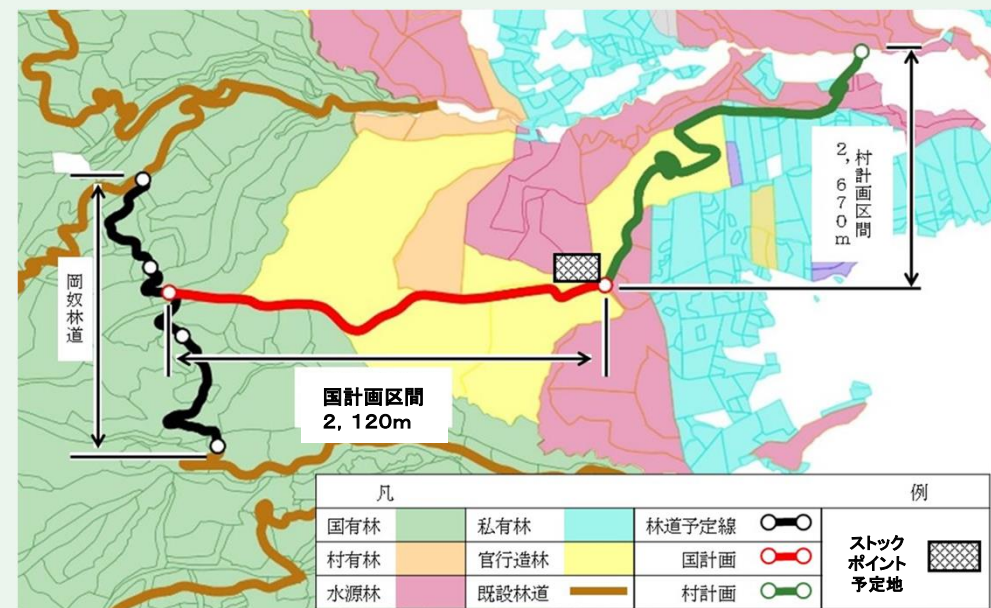 村計画区間
2,670m
岡奴林道
国計画区間
2,120m
凡 例
国有林 私有林 林道予定線
村有林 官行造林 国計画
水源林 既設林道 村計画
ストック
ポイント
予定地